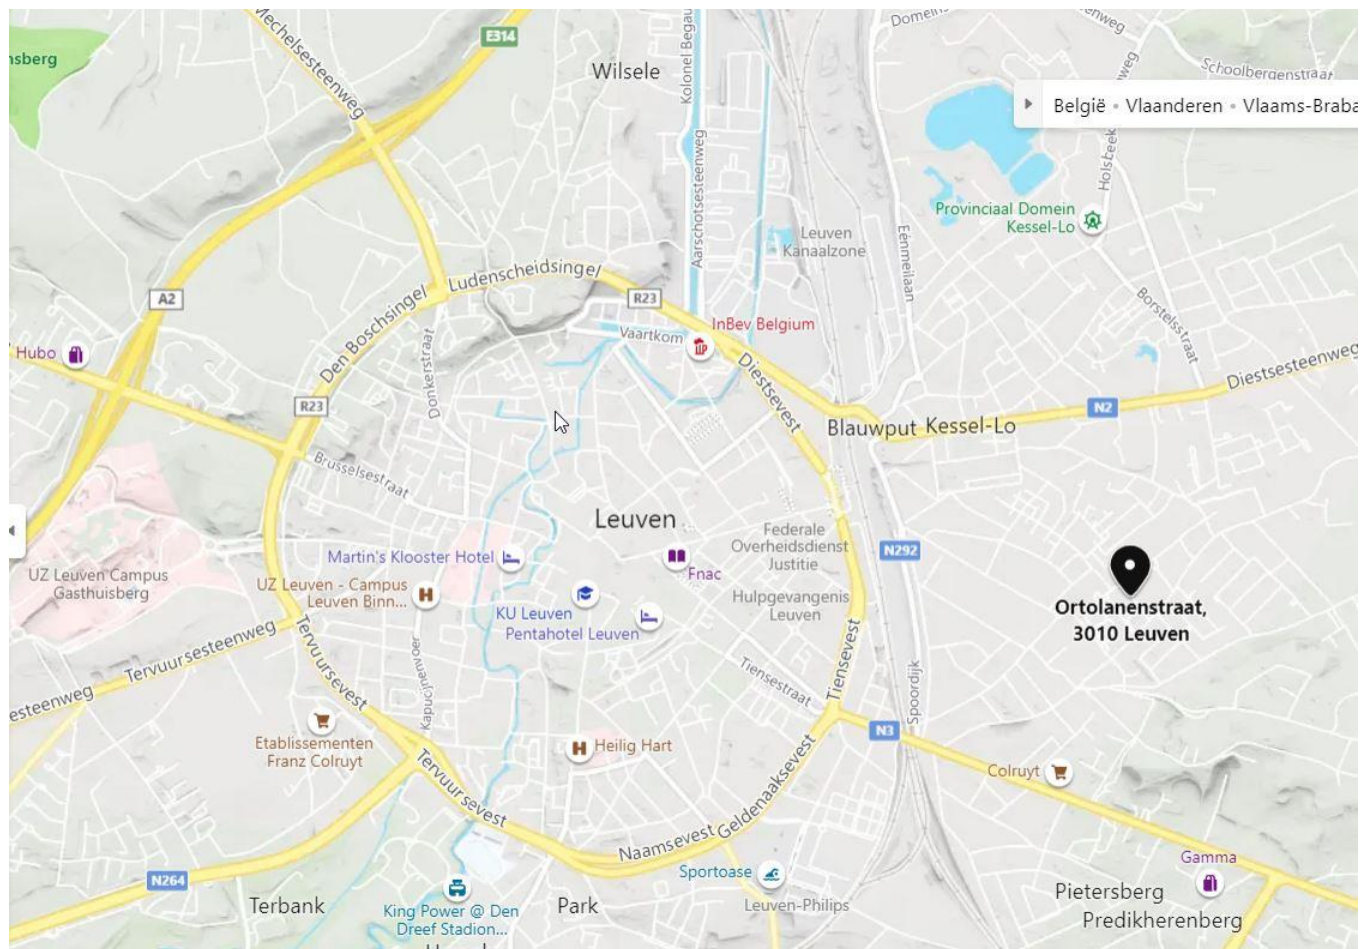 Mechelsesteenweg
E314
Wilsele
Kolonel Begau
Schoolbergenstraat
België • Vlaanderen • Vlaams-Braba
Holsbeek
Aarschotsesteenweg
Provinciaal Domein
Kessel-Lo
Leuven
Kanaalzone
Eénmeilaan
Ludenscheidsingel
A2
R23
Borstelsstraat
InBev Belgium
Vaartkom
Hubo
Den Boschsingel
Donkerstraat
Diestsesteenweg
Diestsevest
R23
N2
Blauwput
Kessel-Lo
Brusselsestraat
Leuven
Federale
Overheidsdienst
Justitie
N292
Martin's Klooster Hotel
Fnac
UZ Leuven Campus
Gasthuisberg
UZ Leuven - Campus
Leuven Binn...
KU Leuven
Pentahotel Leuven
Hulpgevangenis
Leuven
Ortolanenstraat,
3010 Leuven
Tervuursesteenweg
Tervuursevest
Kapucijnenvoer
Tiensestraat
Tiensevest
Spoordijk
esteenweg
N3
Etablissementen
Franz Colruyt
Heilig Hart
Colruyt
Tervuursevest
Geldenaaksevest
Naamsevest
Gamma
Sportoase
N264
Terbank
King Power @ Den
Dreef Stadion...
Park
Leuven-Philips
Pietersberg
Predikherenberg